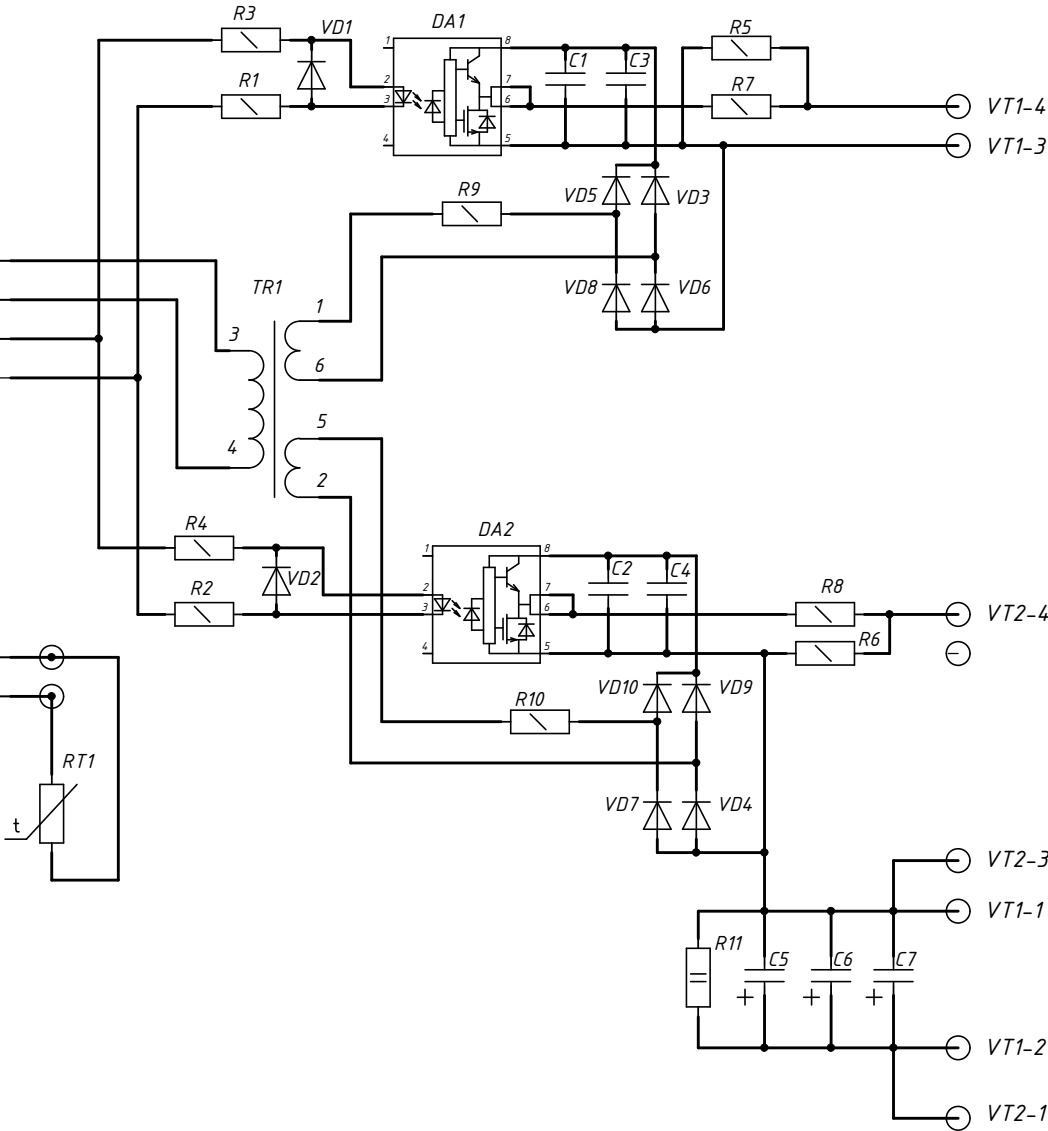 R3
VD1
DA1
1
8
C1
C3
R5
R1
2
7
R7
3
6
VT1-4
4
5
VT1-3
R9
VD5
VD3
VD8
VD6
TR1
1
3
6
5
4
2
R4
DA2
1
8
C2
C4
VD2
R2
2
7
R8
3
6
VT2-4
4
5
R6
VD10
VD9
R10
RT1
t
VD7
VD4
VT2-3
VT1-1
R11
C5
C6
C7
+
+
+
VT1-2
VT2-1